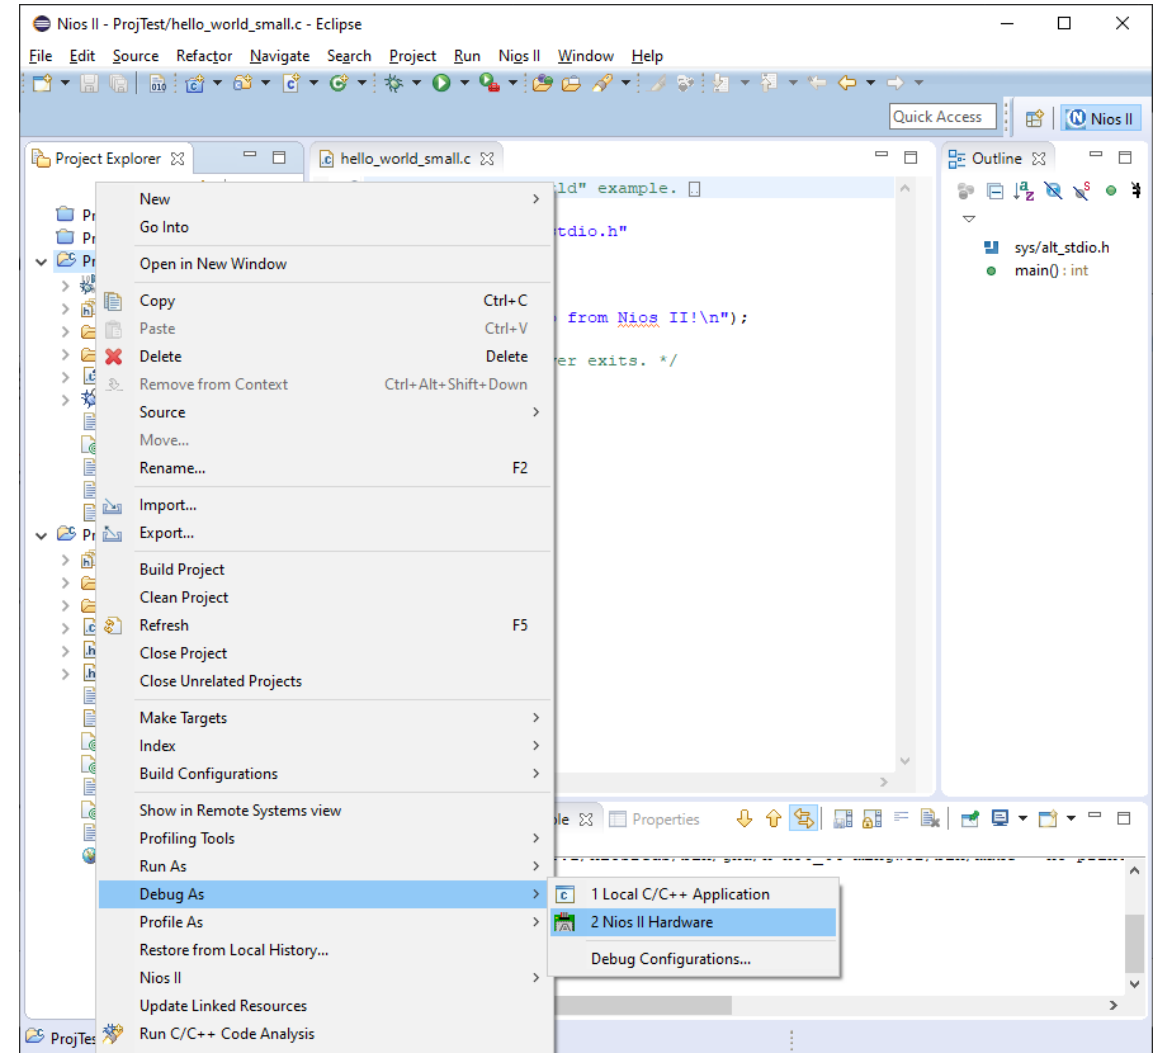 Nios II - ProjTest/hello_world_small.c - Eclipse
File Edit Source Refactor Navigate Search Project Run Nios II Window Help
Quick Access
Nios II
Project Explorer
hello_world_small.c
Outline
ld" example.
tdio.h"
from Nios II!\n");
er exits. */
sys/alt_stdio.h
main() : int
Pr
Pr
Pr
Pr
New
Go Into
Open in New Window
Copy Ctrl+C
Paste Ctrl+V
Delete Delete
Remove from Context Ctrl+Alt+Shift+Down
Source
Move...
Rename... F2
Import...
Export...
Build Project
Clean Project
Refresh F5
Close Project
Close Unrelated Projects
Make Targets
Index
Build Configurations
Show in Remote Systems view
Profiling Tools
Run As
Debug As
Profile As
Restore from Local History...
Nios II
Update Linked Resources
Run C/C++ Code Analysis
1 Local C/C++ Application
2 Nios II Hardware
Debug Configurations...
Properties
ProjTes